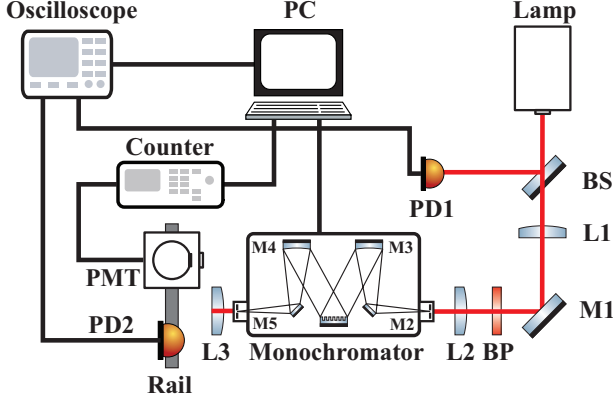 Oscilloscope
PC
Lamp
Counter
PD1
BS
L1
M4
M3
PMT
M1
M5
M2
PD2
L3
Monochromator
L2
BP
Rail